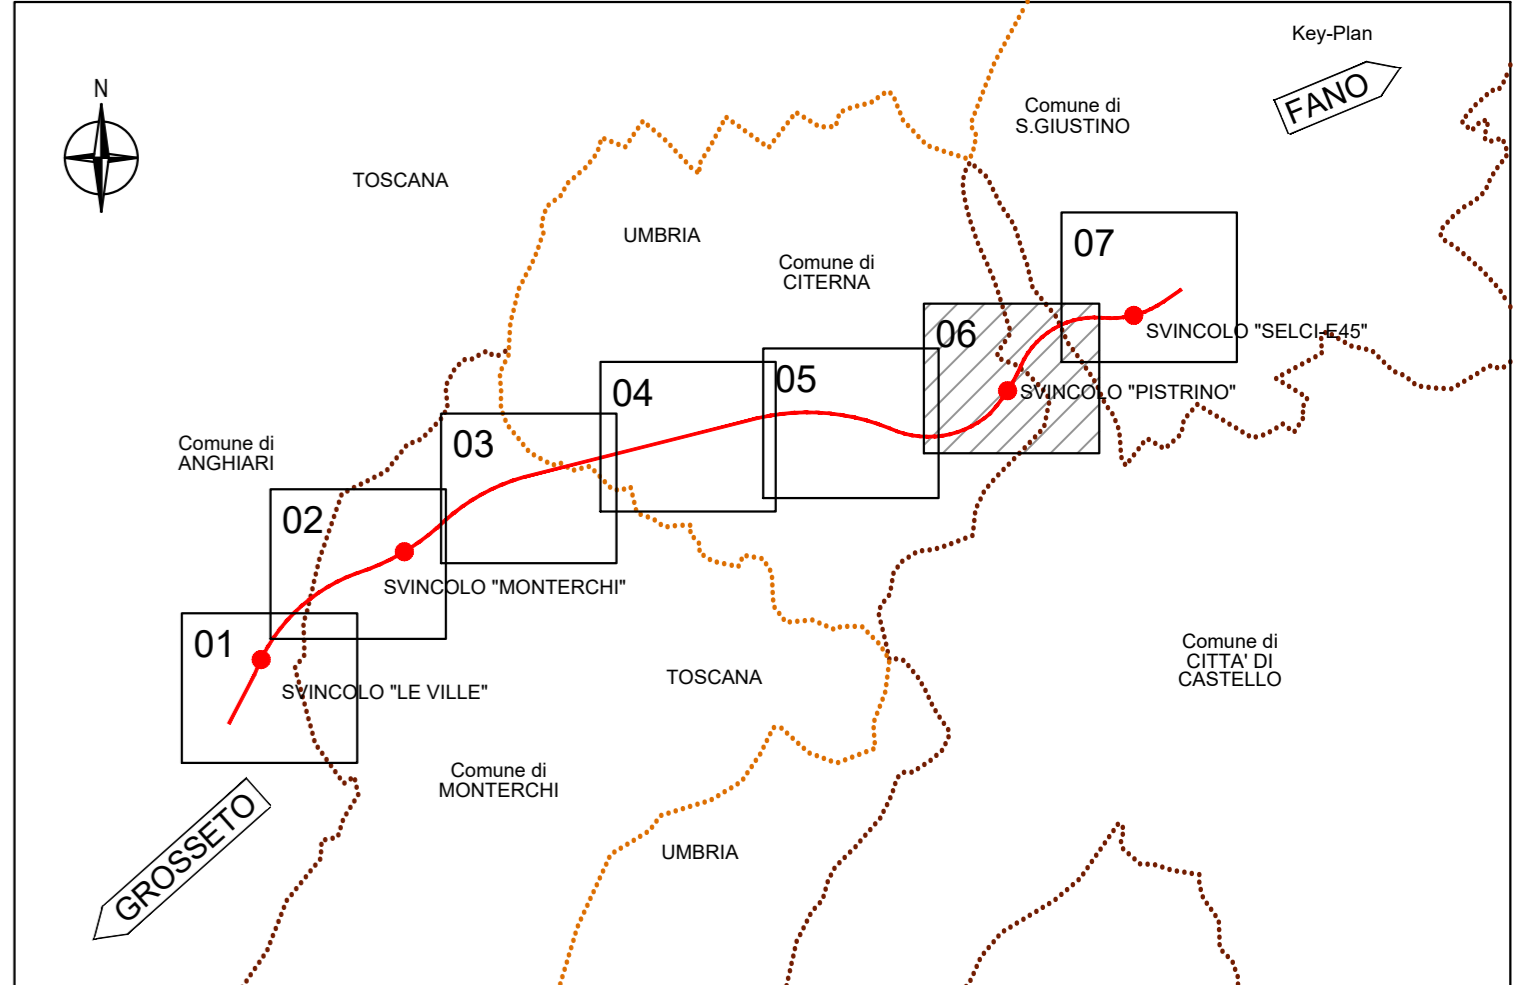 Key-Plan
N
FANO
Comune di
S.GIUSTINO
TOSCANA
UMBRIA
Comune di
CITERNA
07
06
SVINCOLO "SELCI-E45"
05
04
SVINCOLO "PISTRINO"
03
Comune di
ANGHIARI
02
SVINCOLO "MONTERCHI"
01
SVINCOLO "LE VILLE"
TOSCANA
Comune di
CITTA' DI
CASTELLO
Comune di
MONTERCHI
GROSSETO
UMBRIA